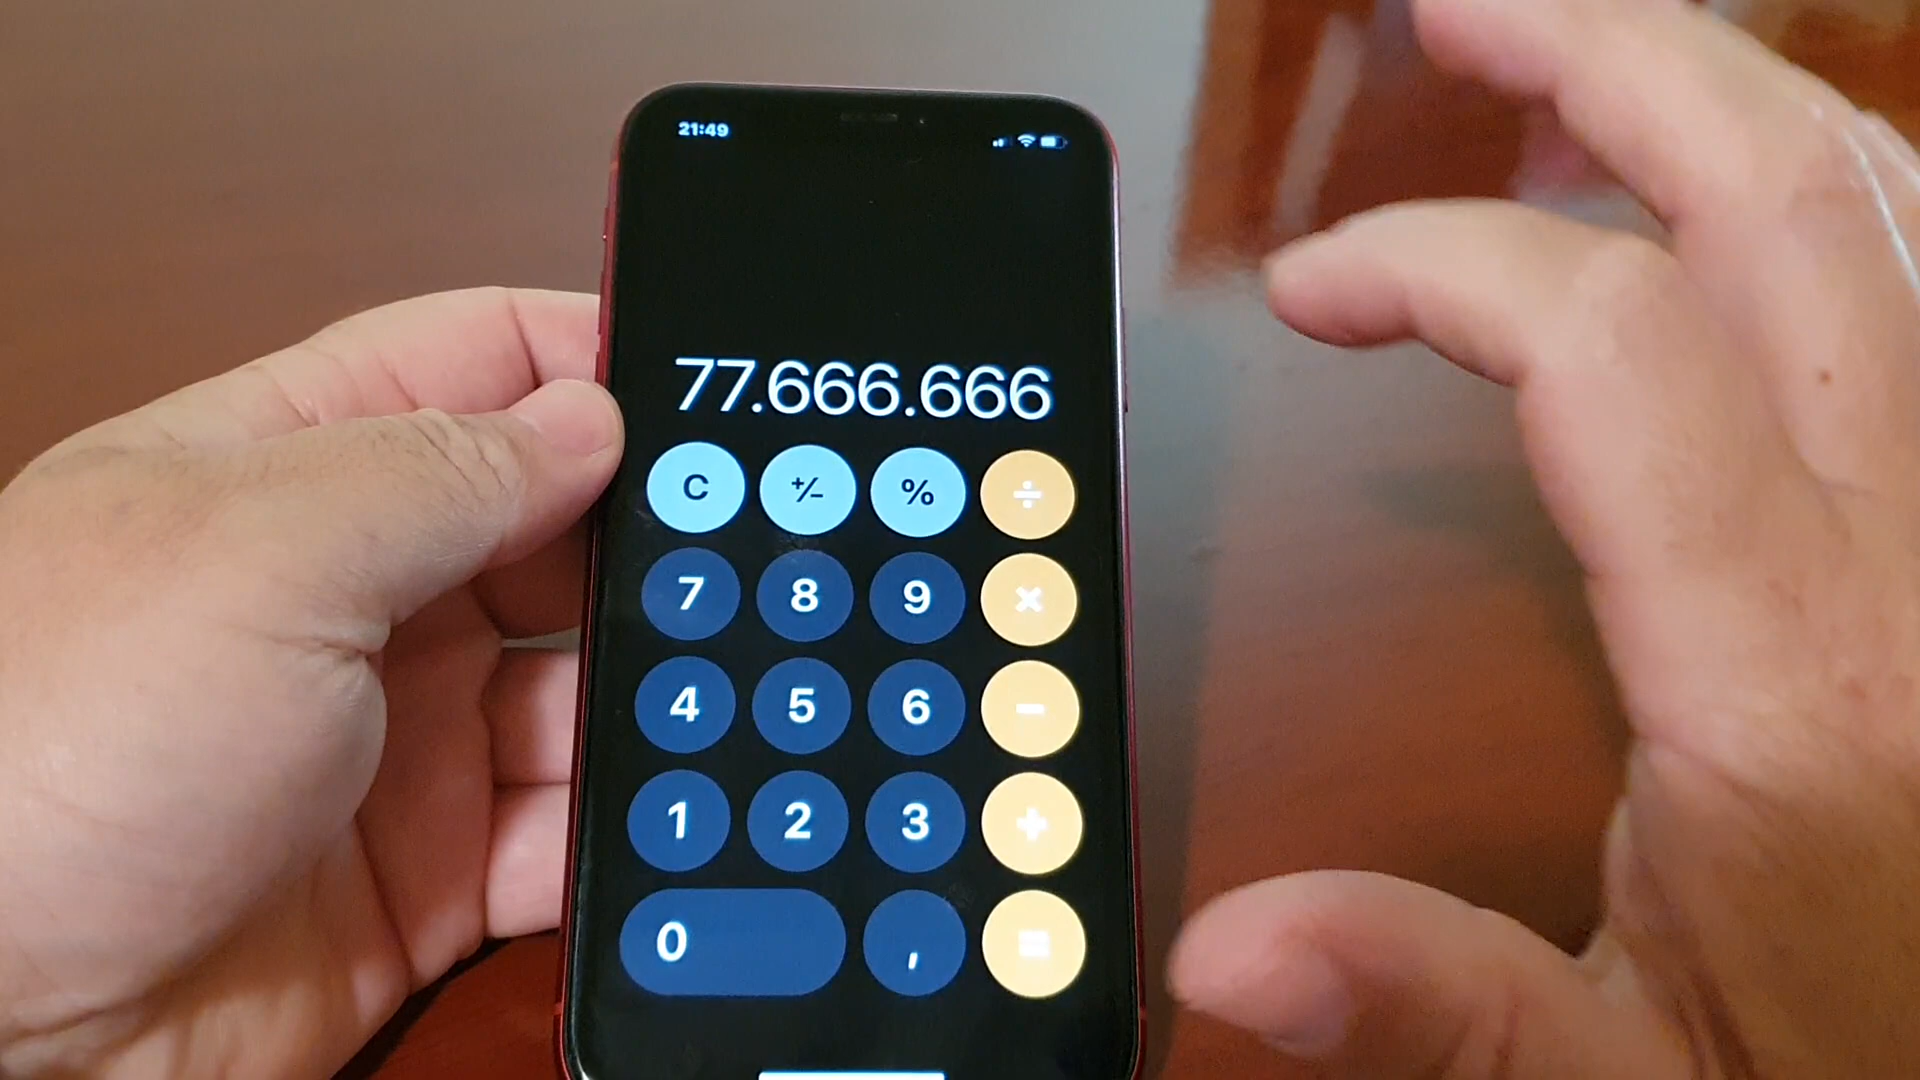 21:49
77.666.666
C +/− % ÷
7 8 9 ×
4 5 6 −
1 2 3 +
0 , =